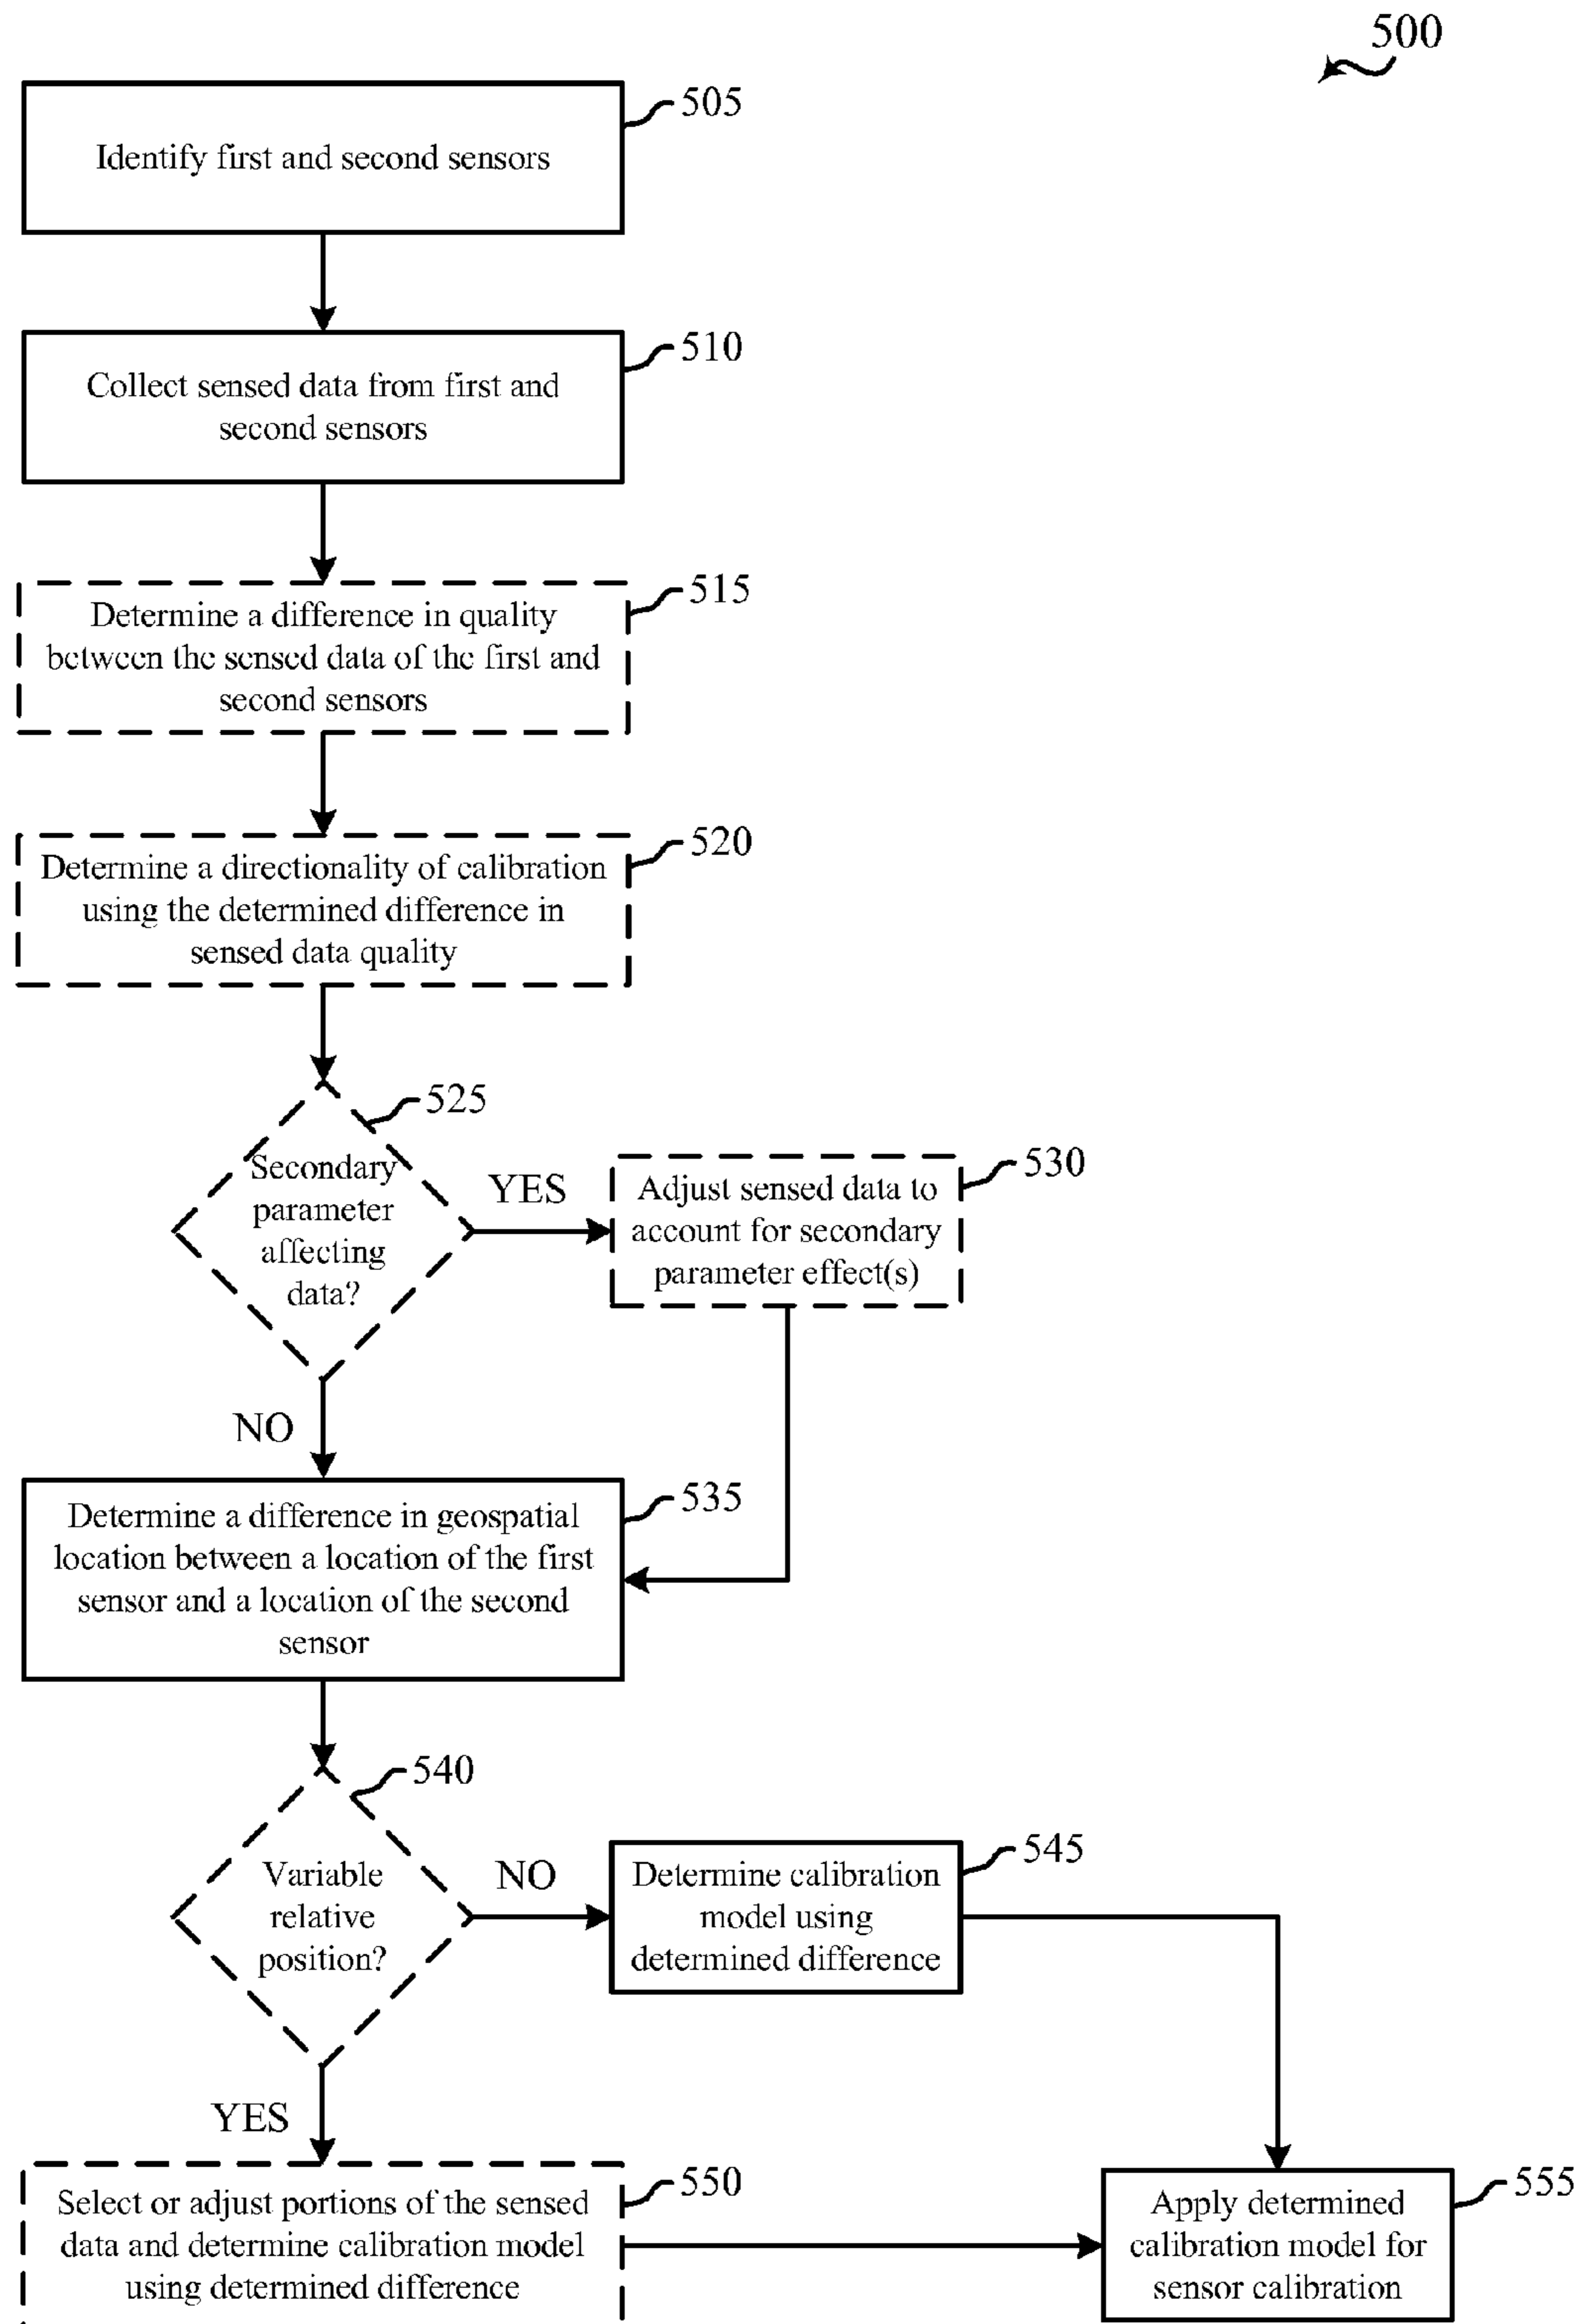 500
505
Identify first and second sensors
510
Collect sensed data from first and
second sensors
515
Determine a difference in quality
between the sensed data of the first and
second sensors
520
Determine a directionality of calibration
using the determined difference in
sensed data quality
525
Secondary
parameter
affecting
data?
YES
530
Adjust sensed data to
account for secondary
parameter effect(s)
NO
535
Determine a difference in geospatial
location between a location of the first
sensor and a location of the second
sensor
540
Variable
relative
position?
NO
545
Determine calibration
model using
determined difference
YES
550
Select or adjust portions of the sensed
data and determine calibration model
using determined difference
555
Apply determined
calibration model for
sensor calibration